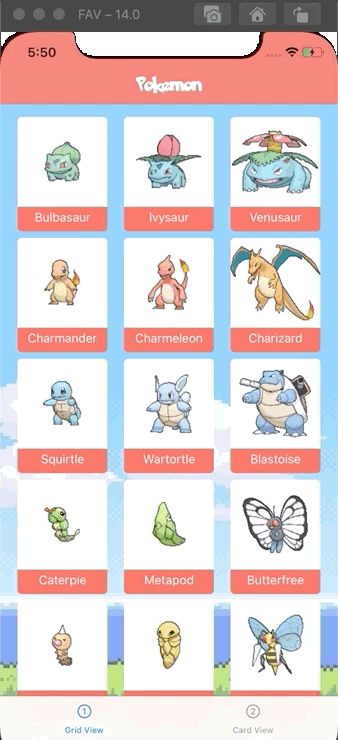 FAV – 14.0
5:50
Pokemon
Bulbasaur Ivysaur Venusaur
Charmander Charmeleon Charizard
Squirtle Wartortle Blastoise
Caterpie Metapod Butterfree
1 2
Grid View Card View